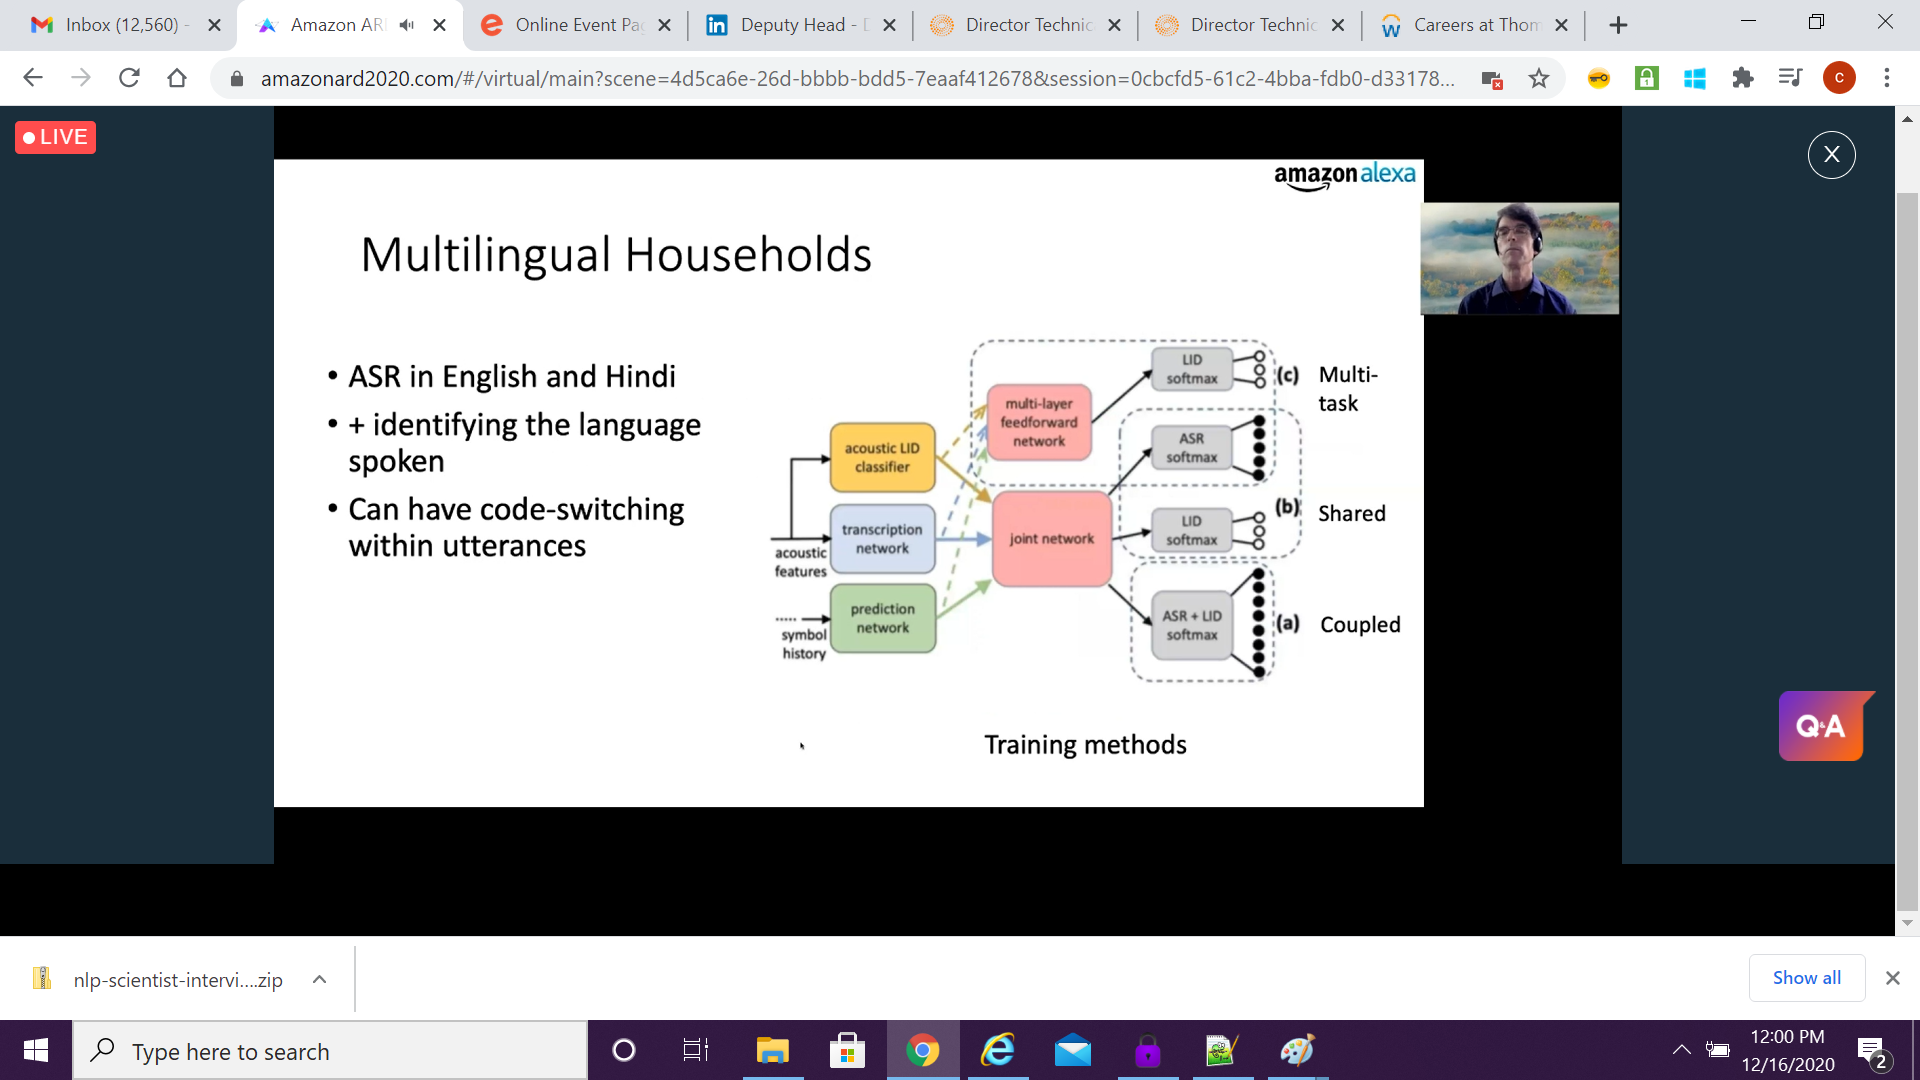 Inbox (12,560) -
Amazon AR
Online Event Pa
Deputy Head - D
Director Technic
Director Technic
Careers at Thom
amazonard2020.com/#/virtual/main?scene=4d5ca6e-26d-bbbb-bdd5-7eaaf412678&session=0cbcfd5-61c2-4bba-fdb0-d33178...
c
LIVE
X
amazon alexa
Multilingual Households
• ASR in English and Hindi
• + identifying the language
spoken
• Can have code-switching
within utterances
acoustic
features
symbol
history
acoustic LID
classifier
transcription
network
prediction
network
multi-layer
feedforward
network
joint network
LID
softmax
ASR
softmax
LID
softmax
ASR + LID
softmax
(c) Multi-
task
(b) Shared
(a) Coupled
Training methods
Q&A
nlp-scientist-intervi....zip
Show all
Type here to search
12:00 PM
12/16/2020
2